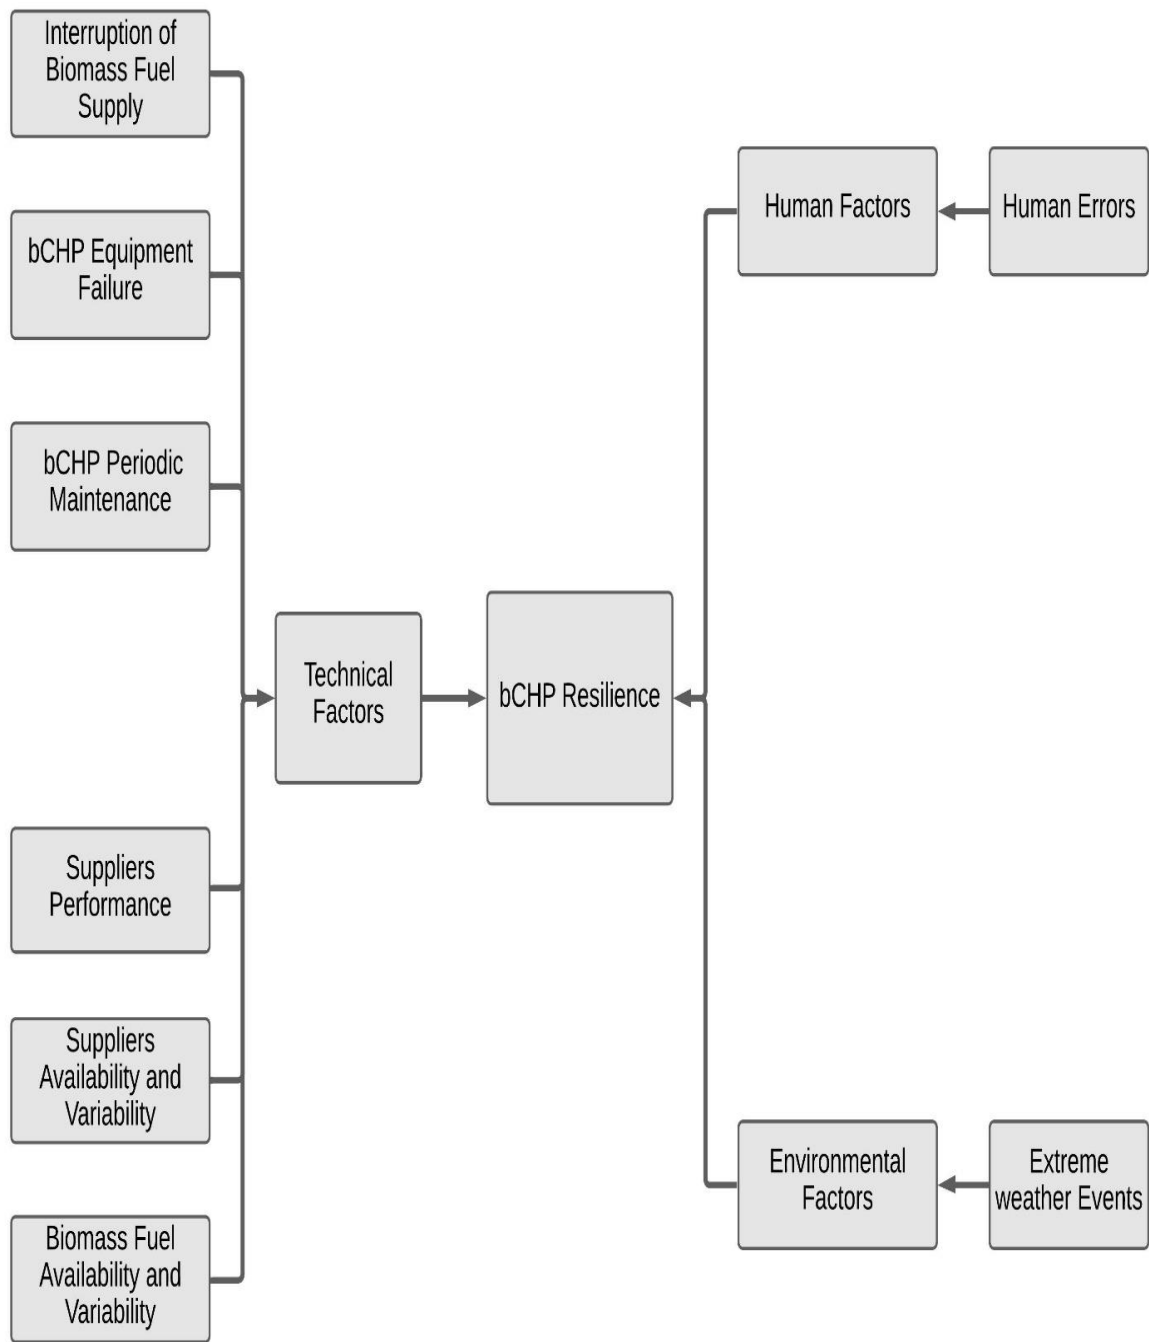 Interruption of
Biomass Fuel
Supply
bCHP Equipment
Failure
bCHP Periodic
Maintenance
Suppliers
Performance
Suppliers
Availability and
Variability
Biomass Fuel
Availability and
Variability
Technical
Factors
bCHP Resilience
Human Factors
Human Errors
Environmental
Factors
Extreme
weather Events